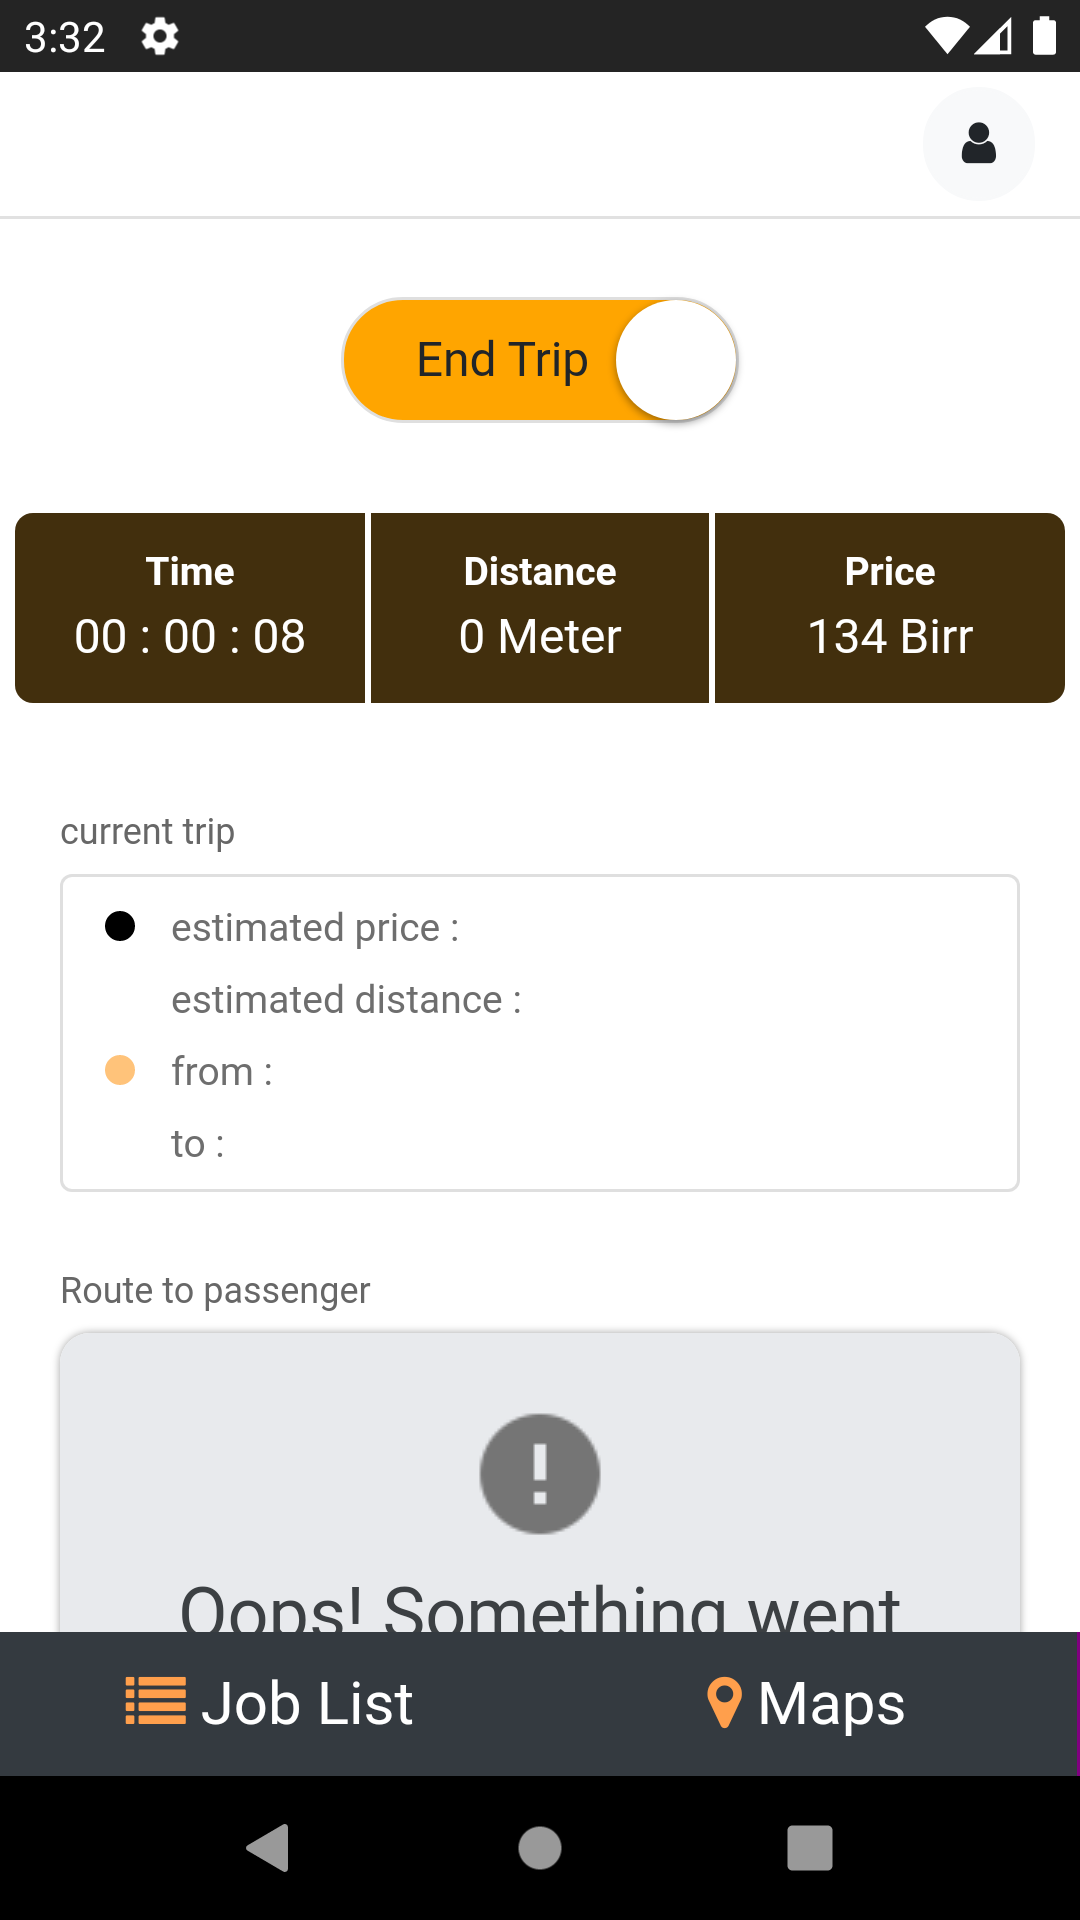 3:32
End Trip
Time Distance Price
00 : 00 : 08 0 Meter 134 Birr
current trip
estimated price :
estimated distance :
from :
to :
Route to passenger
Oops! Something went
Job List Maps